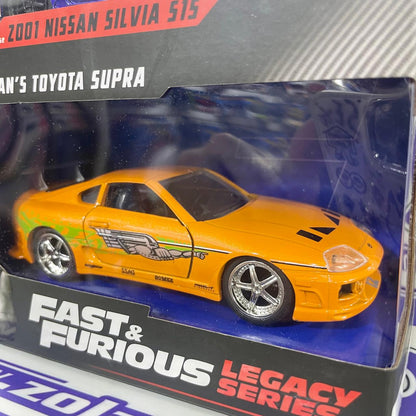 2001 NISSAN SILVIA S15
AN'S TOYOTA SUPRA
FAST &
FURIOUS
LEGACY
SERIES